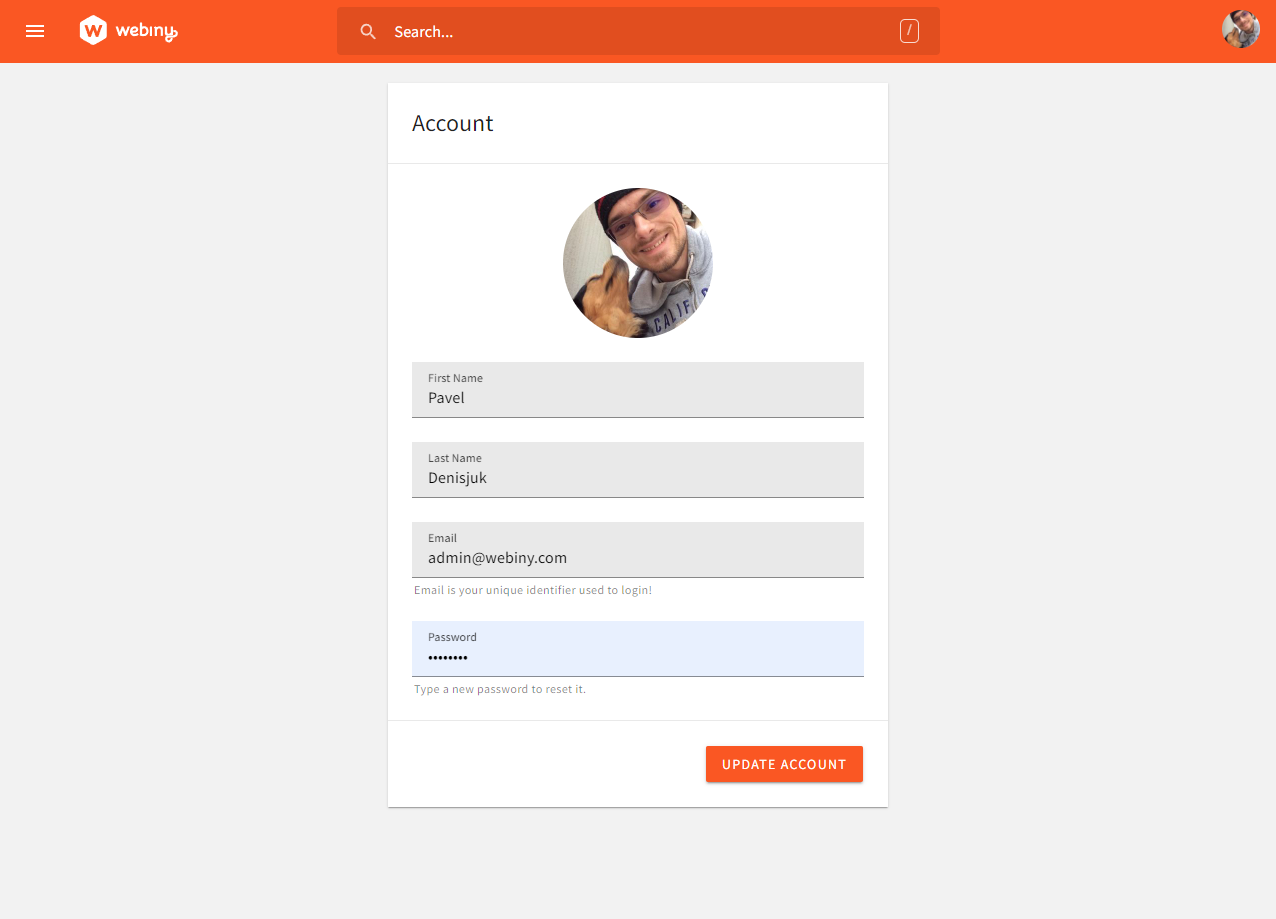 webiny
Search...
/
Account
CALIF
First Name
Pavel
Last Name
Denisjuk
Email
admin@webiny.com
Email is your unique identifier used to login!
Password
••••••••
Type a new password to reset it.
UPDATE ACCOUNT